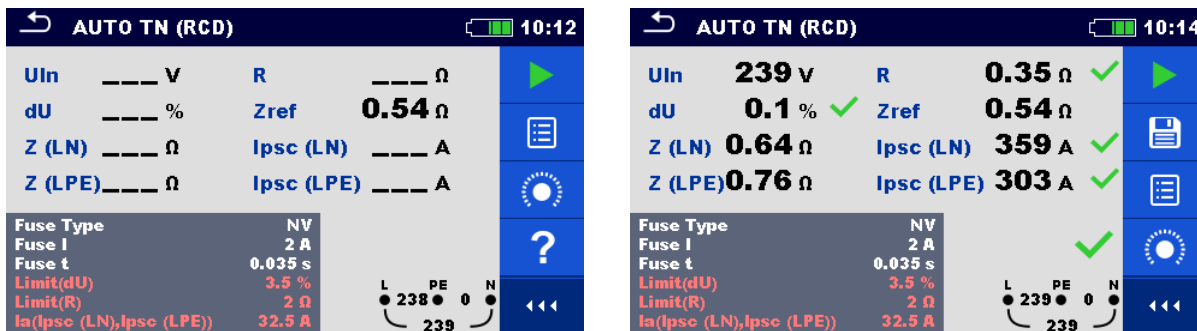 AUTO TN (RCD) 10:12
Uln ___ V R ___ Ω
dU ___ % Zref 0.54 Ω
Z (LN) ___ Ω Ipsc (LN) ___ A
Z (LPE) ___ Ω Ipsc (LPE) ___ A
Fuse Type NV
Fuse I 2 A
Fuse t 0.035 s
Limit(dU) 3.5 %
Limit(R) 2 Ω
Ia(Ipsc (LN),Ipsc (LPE)) 32.5 A
L PE N
238 0
239
?
AUTO TN (RCD) 10:14
Uln 239 V R 0.35 Ω
dU 0.1 % Zref 0.54 Ω
Z (LN) 0.64 Ω Ipsc (LN) 359 A
Z (LPE) 0.76 Ω Ipsc (LPE) 303 A
Fuse Type NV
Fuse I 2 A
Fuse t 0.035 s
Limit(dU) 3.5 %
Limit(R) 2 Ω
Ia(Ipsc (LN),Ipsc (LPE)) 32.5 A
L PE N
239 0
239